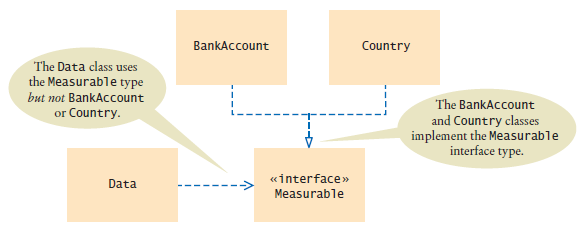 BankAccount
Country
The Data class uses
the Measurable type
but not BankAccount
or Country.
The BankAccount
and Country classes
implement the Measurable
interface type.
Data
«interface»
Measurable